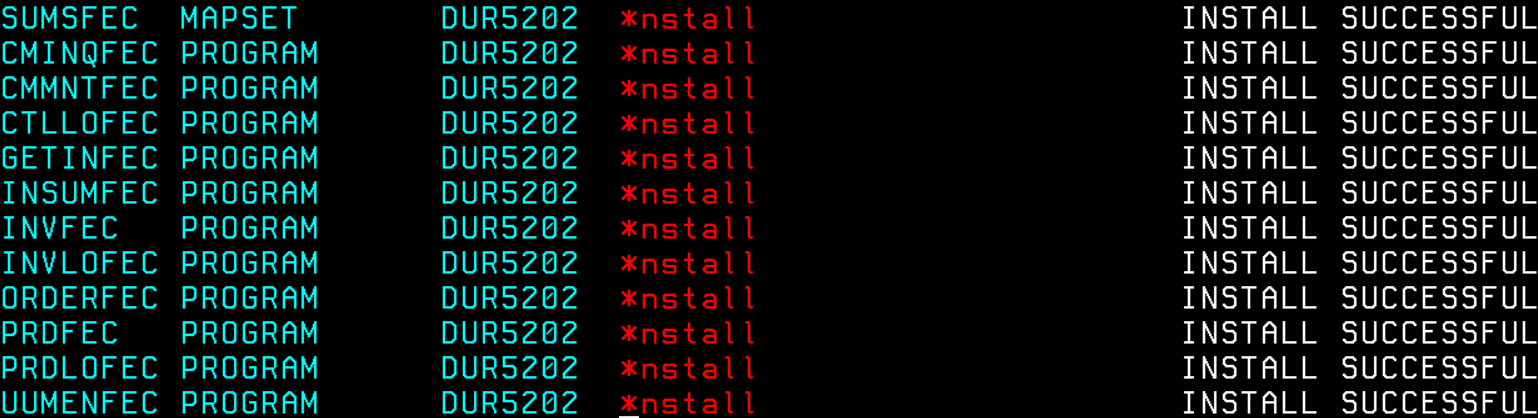 SUMSFEC MAPSET DUR5202 *nstall INSTALL SUCCESSFUL
CMINQFEC PROGRAM DUR5202 *nstall INSTALL SUCCESSFUL
CMMNTFEC PROGRAM DUR5202 *nstall INSTALL SUCCESSFUL
CTLLOFEC PROGRAM DUR5202 *nstall INSTALL SUCCESSFUL
GETINFEC PROGRAM DUR5202 *nstall INSTALL SUCCESSFUL
INSUMFEC PROGRAM DUR5202 *nstall INSTALL SUCCESSFUL
INVFEC PROGRAM DUR5202 *nstall INSTALL SUCCESSFUL
INVLOFEC PROGRAM DUR5202 *nstall INSTALL SUCCESSFUL
ORDERFEC PROGRAM DUR5202 *nstall INSTALL SUCCESSFUL
PRDFEC PROGRAM DUR5202 *nstall INSTALL SUCCESSFUL
PRDLOFEC PROGRAM DUR5202 *nstall INSTALL SUCCESSFUL
UUMENFEC PROGRAM DUR5202 *nstall INSTALL SUCCESSFUL